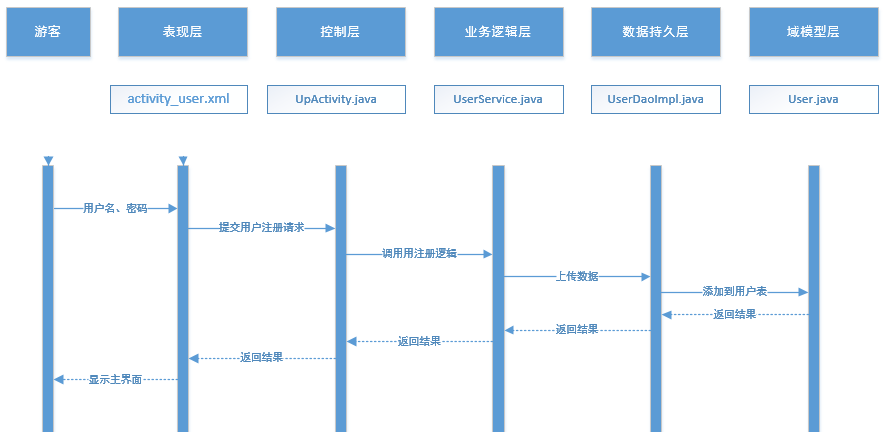 游客
表现层
控制层
业务逻辑层
数据持久层
域模型层
activity_user.xml
UpActivity.java
UserService.java
UserDaoImpl.java
User.java
用户名、密码
提交用户注册请求
调用用注册逻辑
上传数据
添加到用户表
返回结果
返回结果
返回结果
返回结果
显示主界面